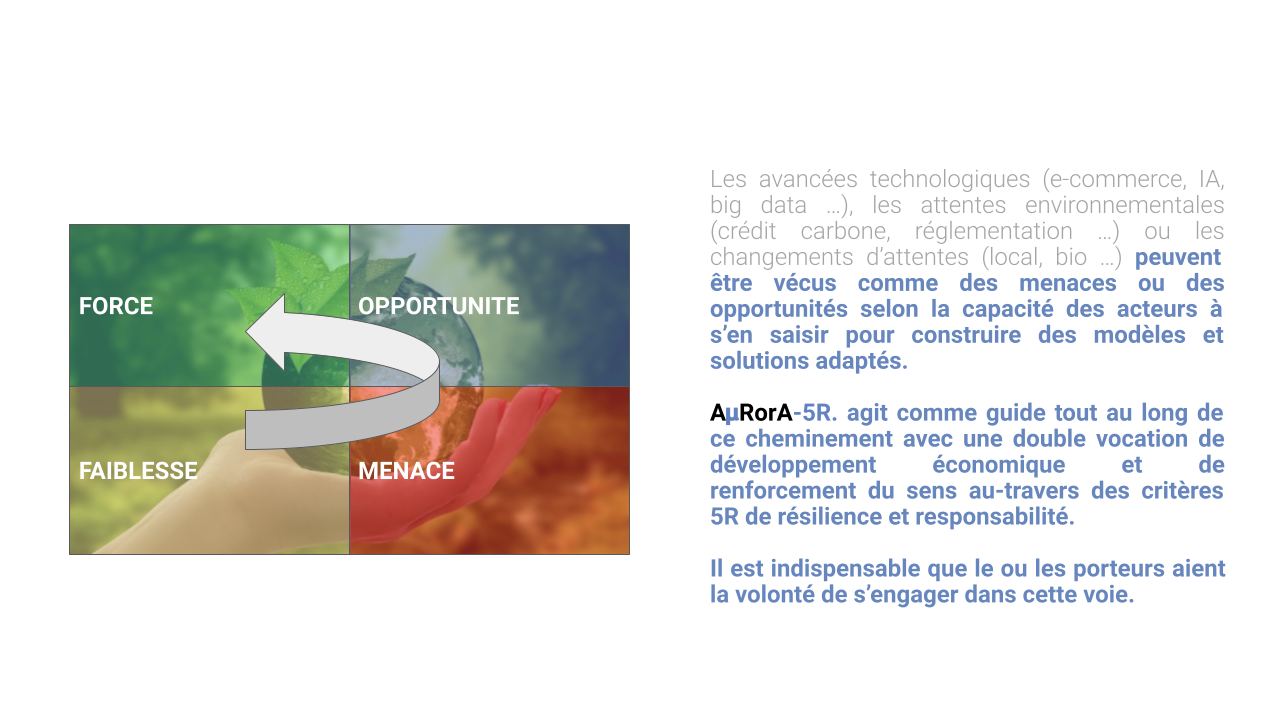 FORCE
OPPORTUNITE
FAIBLESSE
MENACE
Les avancées technologiques (e-commerce, IA,
big data ...), les attentes environnementales
(crédit carbone, réglementation ...) ou les
changements d’attentes (local, bio ...) peuvent
être vécus comme des menaces ou des
opportunités selon la capacité des acteurs à
s’en saisir pour construire des modèles et
solutions adaptés.
AµRorA-5R. agit comme guide tout au long de
ce cheminement avec une double vocation de
développement économique et de
renforcement du sens au-travers des critères
5R de résilience et responsabilité.
Il est indispensable que le ou les porteurs aient
la volonté de s’engager dans cette voie.